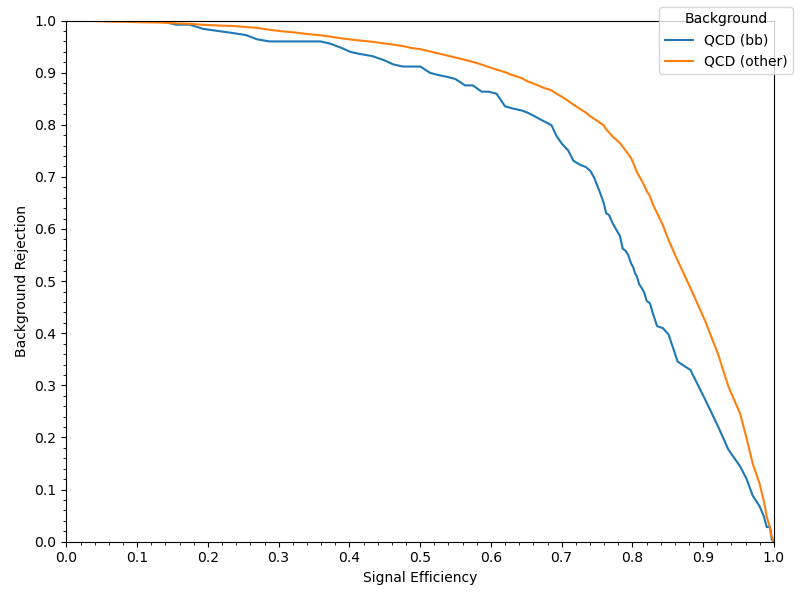 Background
QCD (bb)
QCD (other)
1.0
0.9
0.8
0.7
0.6
0.5
0.4
0.3
0.2
0.1
0.0
Background Rejection
0.0 0.1 0.2 0.3 0.4 0.5 0.6 0.7 0.8 0.9 1.0
Signal Efficiency